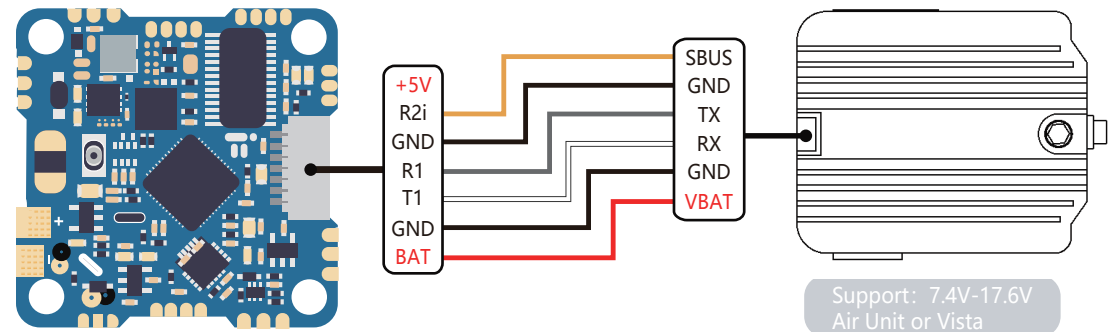 +5V
R2i
GND
R1
T1
GND
BAT
SBUS
GND
TX
RX
GND
VBAT
+
-
Support: 7.4V-17.6V
Air Unit or Vista